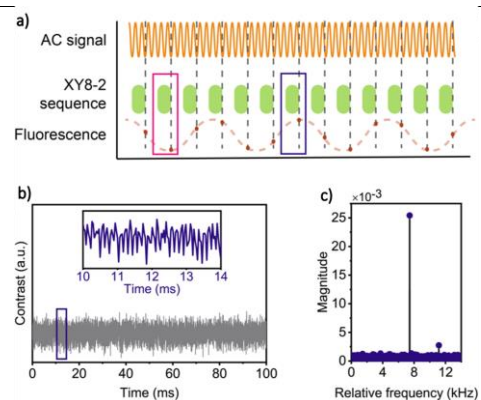 a)
AC signal
XY8-2
sequence
Fluorescence
b)
Contrast (a.u.)
10 11 12 13 14
Time (ms)
0 20 40 60 80 100
Time (ms)
c)
×10⁻³
25
20
15
10
5
0
Magnitude
0 4 8 12
Relative frequency (kHz)